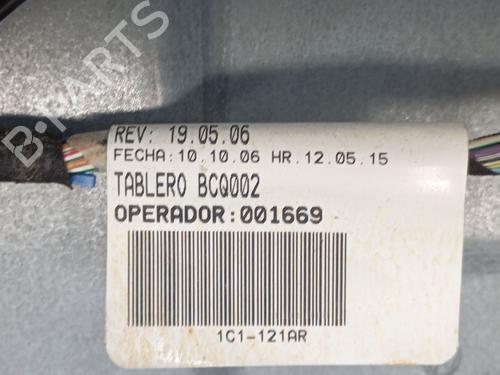 B-PARTS
REV: 19.05.06
FECHA:10.10.06 HR.12.05.15
TABLERO BCQ002
OPERADOR:001669
1C1-121AR